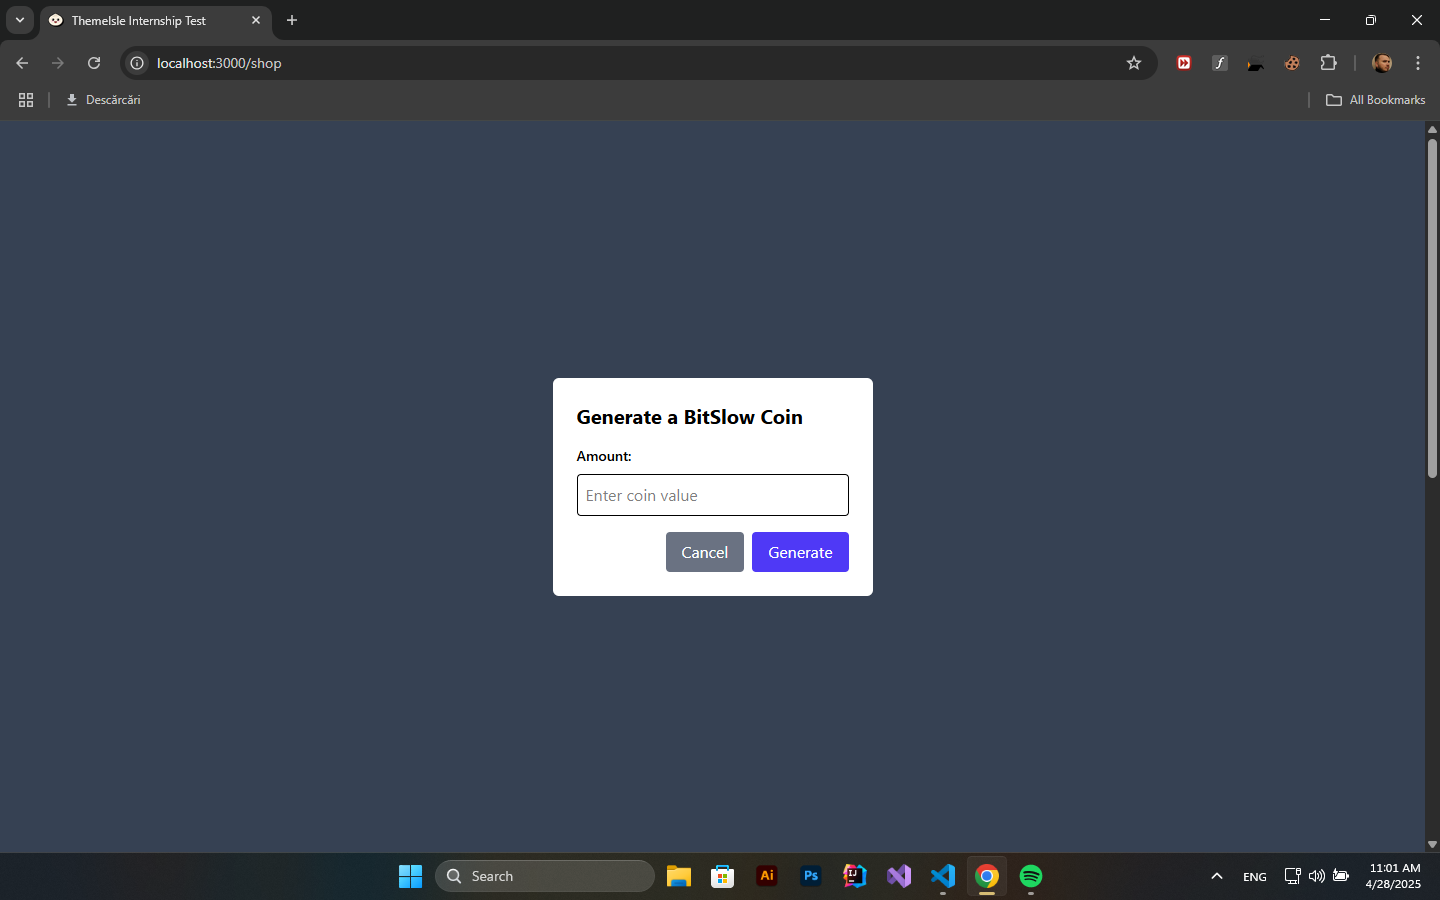 ThemeIsle Internship Test
localhost:3000/shop
Descărcări
All Bookmarks
Generate a BitSlow Coin
Amount:
Enter coin value
Cancel
Generate
Search
Ai
Ps
IJ
ENG
11:01 AM
4/28/2025